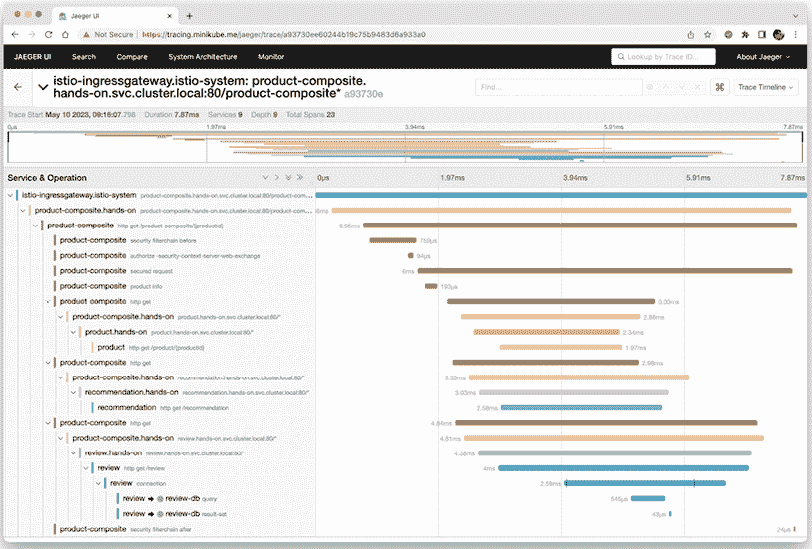 Jaeger UI
Not Secure https://tracing.minikube.me/jaeger/trace/a93730ee60244b19c75b9483d6a933a0
JAEGER UI Search Compare System Architecture Monitor Lookup by Trace ID... About Jaeger
istio-ingressgateway.istio-system: product-composite.
hands-on.svc.cluster.local:80/product-composite* a93730e
Find...
Trace Timeline
Trace Start May 10 2023, 09:16:07.798 Duration 7.87ms Services 9 Depth 9 Total Spans 23
0μs 1.97ms 3.94ms 5.91ms 7.87ms
Service & Operation 0μs 1.97ms 3.94ms 5.91ms 7.87ms
istio-ingressgateway.istio-system product-composite.hands-on.svc.cluster.local:80/product-com...
product-composite.hands-on product-composite.hands-on.svc.cluster.local:80/product-com...
product-composite http get /product-composite/{productid}
product-composite security filterchain before 759μs
product-composite authorize -security-context-server-web-exchange 94μs
product-composite secured request 6ms
product-composite product info 193μs
product-composite http get 3.33ms
product-composite.hands-on product.hands-on.svc.cluster.local:80/* 2.86ms
product.hands-on product.hands-on.svc.cluster.local:80/* 2.34ms
product http get /product/{productid} 1.97ms
product-composite http get 2.98ms
product-composite.hands-on recommendation.hands-on.svc.cluster.local:80/*
recommendation.hands-on recommendation.hands-on.svc.cluster.local:80/* 3.03ms
recommendation http get /recommendation 2.58ms
product-composite http get 4.84ms
product-composite.hands-on review.hands-on.svc.cluster.local:80/* 4.81ms
review.hands-on review.hands-on.svc.cluster.local:80/*
review http get /review 4ms
review connection 2.59ms
review review-db query 545μs
review review-db result-set 43μs
product-composite security filterchain after 24μs